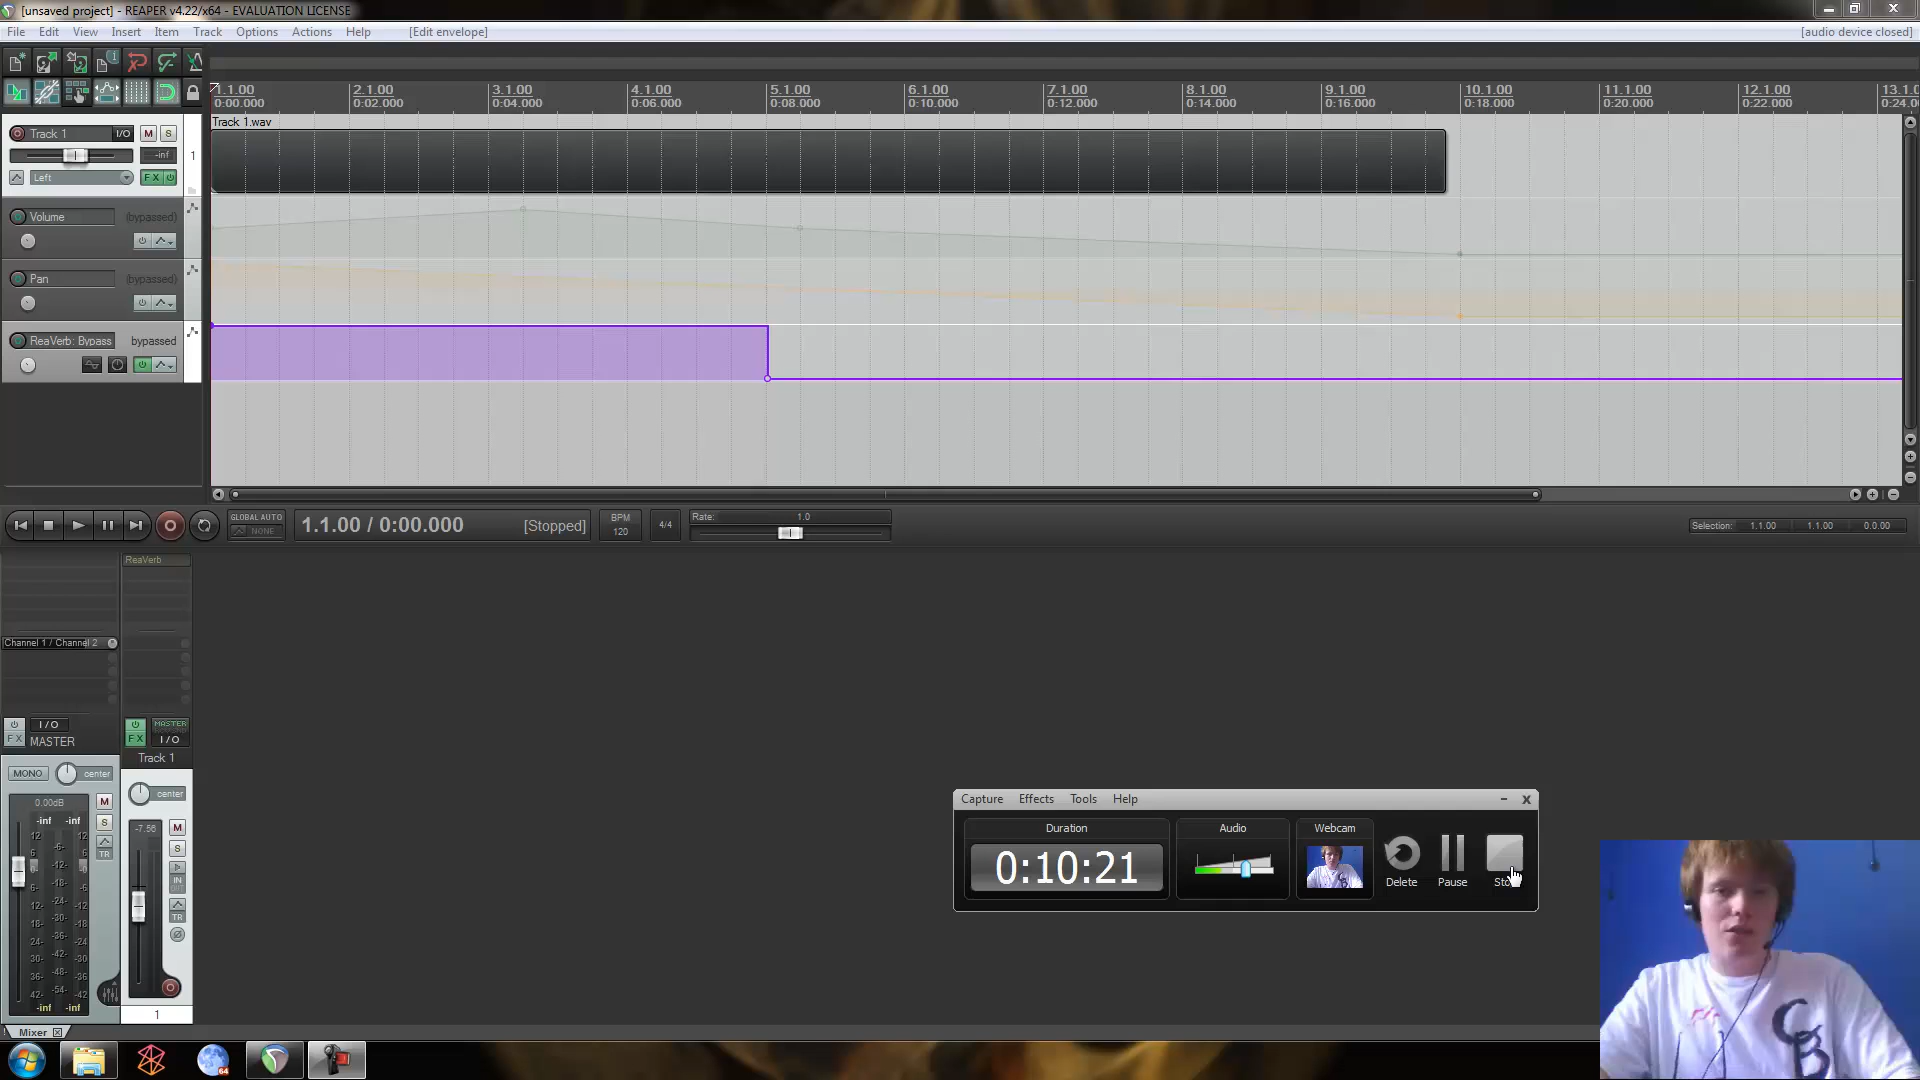 [unsaved project] - REAPER v4.22/x64 - EVALUATION LICENSE
File Edit View Insert Item Track Options Actions Help [Edit envelope] [audio device closed]
1.1.00 2.1.00 3.1.00 4.1.00 5.1.00 6.1.00 7.1.00 8.1.00 9.1.00 10.1.00 11.1.00 12.1.00
0:00.000 0:02.000 0:04.000 0:06.000 0:08.000 0:10.000 0:12.000 0:14.000 0:16.000 0:18.000 0:20.000 0:22.000
Track 1.wav
Track 1 I/O M S
-inf 1
Left FX
Volume (bypassed)
Pan (bypassed)
ReaVerb: Bypass bypassed
GLOBAL AUTO
NONE
1.1.00 / 0:00.000 [Stopped]
BPM
120
4/4
Rate: 1.0
Selection: 1.1.00 1.1.00 0.0.00
ReaVerb
Channel 1 / Channel 2
I/O
FX MASTER
MASTER
FX I/O
Track 1
MONO center
center
0.00dB M
-inf -inf
S
TR
12 -6- 12
6 -12- 6
0 -18- 0
6- -24- -6
12- -30- -12
18- -36- -18
24- -42- -24
30- -48- -30
36- -54- -36
42- -42
-inf -inf
-7.56 M
S
IN
OUT
TR
1
Mixer
Capture Effects Tools Help - x
Duration Audio Webcam
0:10:21
Delete Pause
64
CB